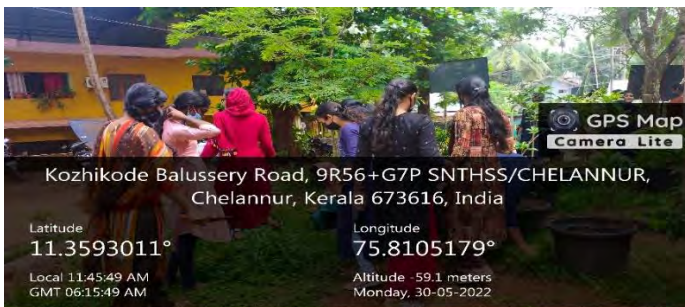 GPS Map
Camera Lite
Kozhikode Balussery Road, 9R56+G7P SNTHSS/CHELANNUR,
Chelannur, Kerala 673616, India
Latitude
11.3593011°
Longitude
75.8105179°
Local 11:45:49 AM
GMT 06:15:49 AM
Altitude -59.1 meters
Monday, 30-05-2022